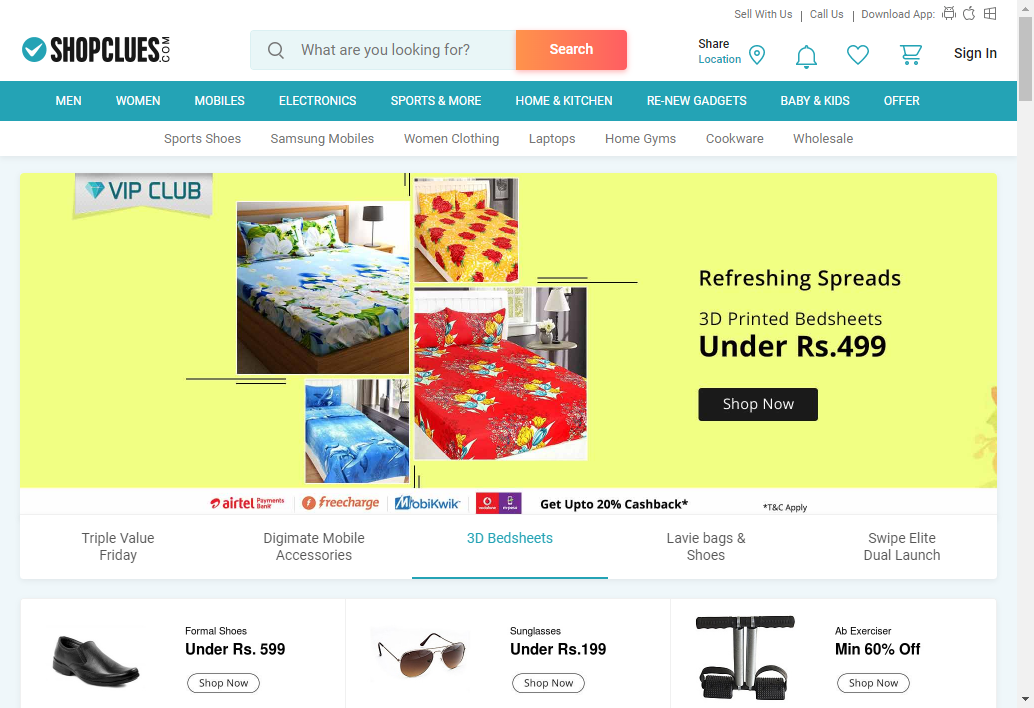 Sell With Us | Call Us | Download App:
SHOPCLUES.COM
What are you looking for?
Search
Share
Location
Sign In
MEN WOMEN MOBILES ELECTRONICS SPORTS & MORE HOME & KITCHEN RE-NEW GADGETS BABY & KIDS OFFER
Sports Shoes Samsung Mobiles Women Clothing Laptops Home Gyms Cookware Wholesale
VIP CLUB
Refreshing Spreads
3D Printed Bedsheets
Under Rs.499
Shop Now
airtel Payments Bank freecharge MobiKwik vodafone m-pesa Get Upto 20% Cashback* *T&C Apply
Triple Value
Friday
Digimate Mobile
Accessories
3D Bedsheets
Lavie bags &
Shoes
Swipe Elite
Dual Launch
Formal Shoes
Under Rs. 599
Shop Now
Sunglasses
Under Rs.199
Shop Now
Ab Exerciser
Min 60% Off
Shop Now